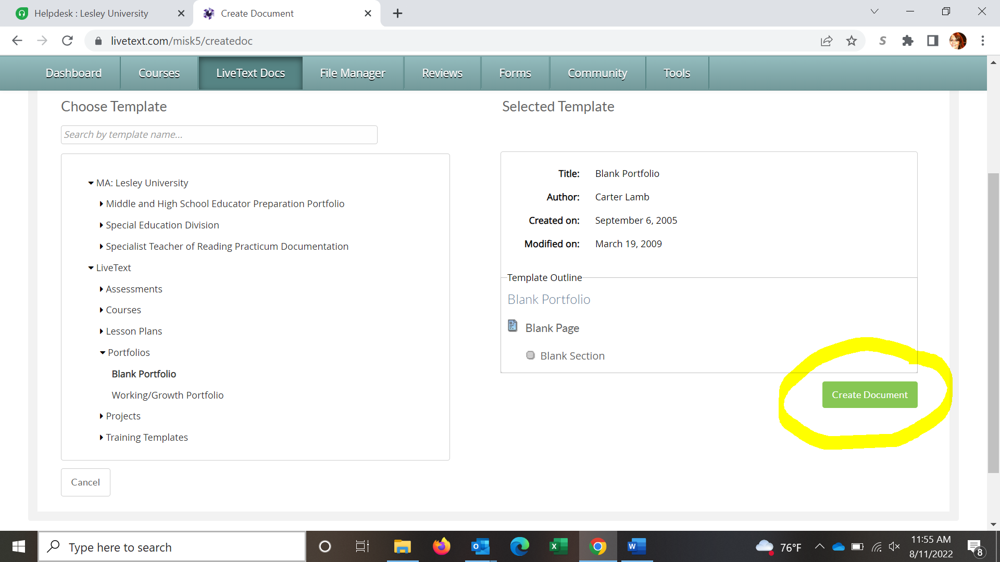 Helpdesk : Lesley University
Create Document
livetext.com/misk5/createdoc
Dashboard
Courses
LiveText Docs
File Manager
Reviews
Forms
Community
Tools
Choose Template
Search by template name...
MA: Lesley University
Middle and High School Educator Preparation Portfolio
Special Education Division
Specialist Teacher of Reading Practicum Documentation
LiveText
Assessments
Courses
Lesson Plans
Portfolios
Blank Portfolio
Working/Growth Portfolio
Projects
Training Templates
Cancel
Selected Template
Title: Blank Portfolio
Author: Carter Lamb
Created on: September 6, 2005
Modified on: March 19, 2009
Template Outline
Blank Portfolio
Blank Page
Blank Section
Create Document
Type here to search
76°F
11:55 AM
8/11/2022
8